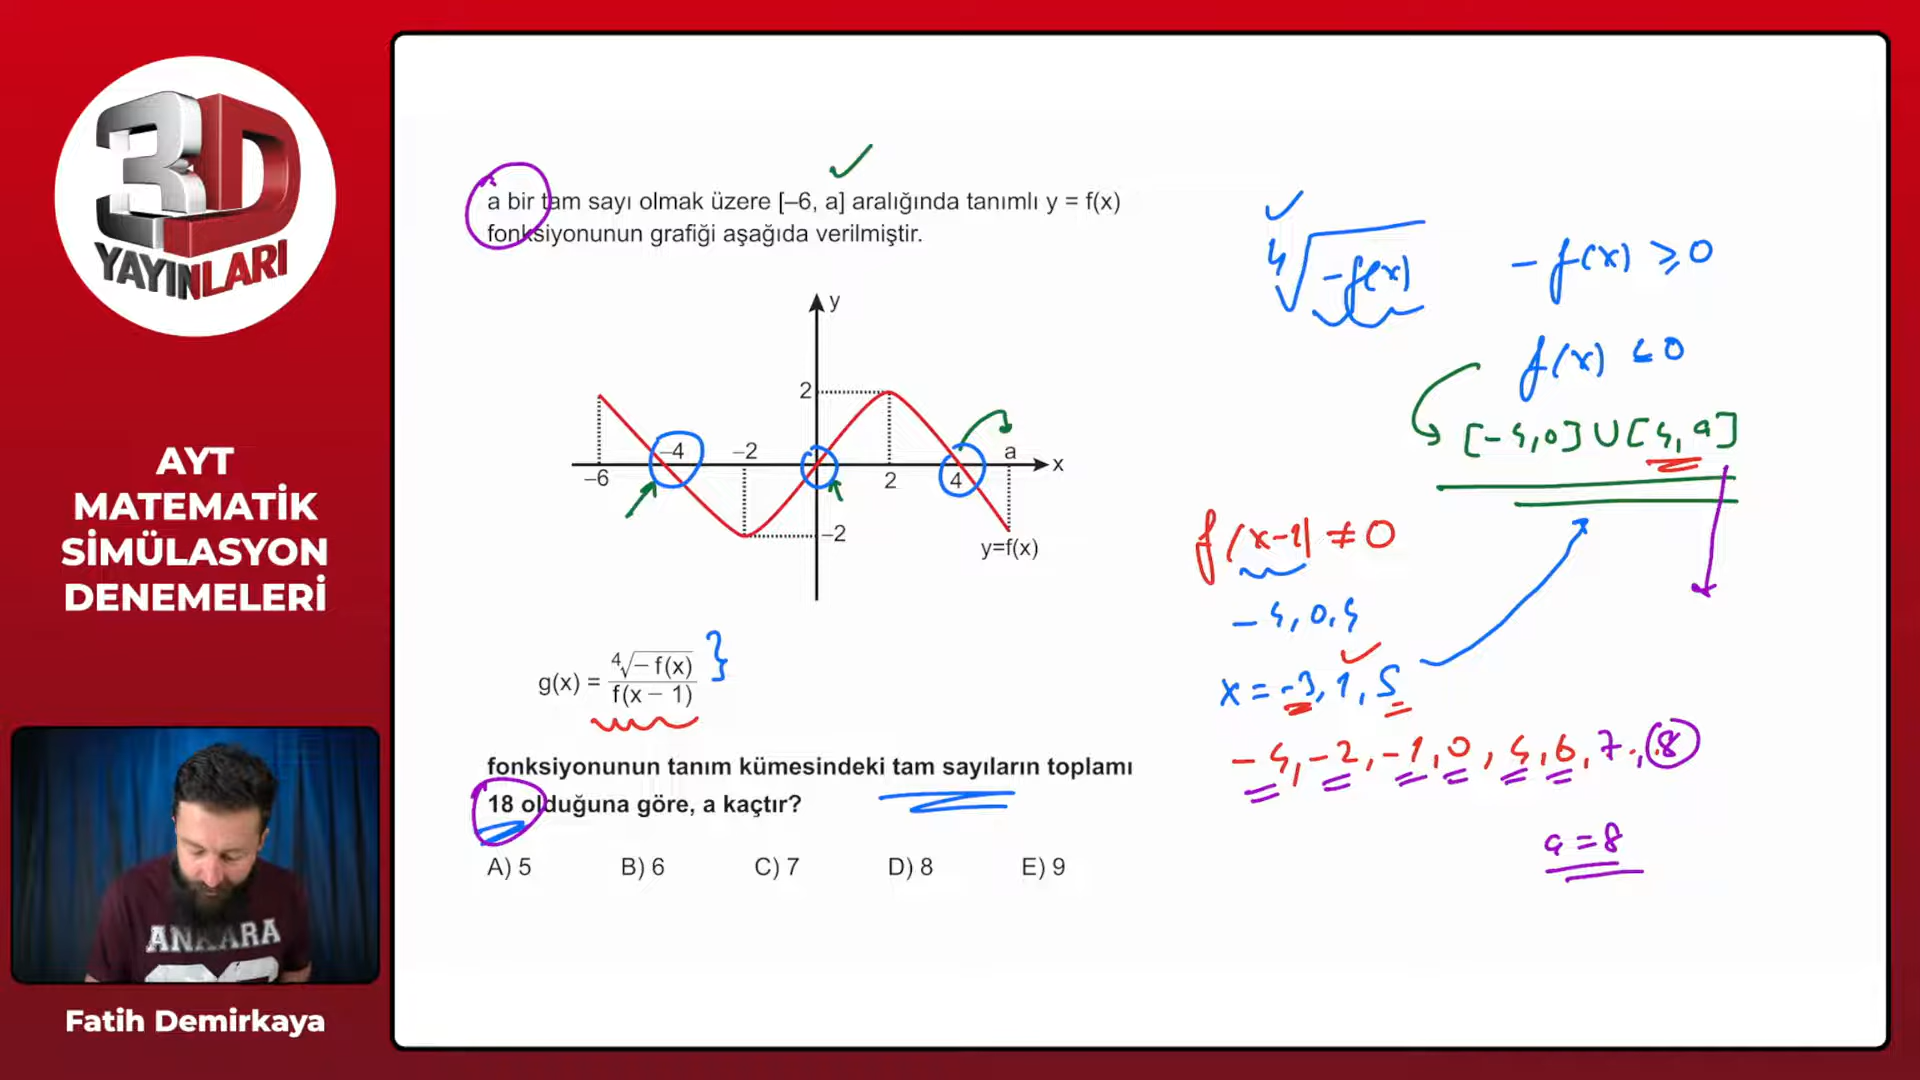 3D
YAYINLARI
AYT
MATEMATİK
SİMÜLASYON
DENEMELERİ
ANKARA
Fatih Demirkaya
a bir tam sayı olmak üzere [–6, a] aralığında tanımlı y = f(x)
fonksiyonunun grafiği aşağıda verilmiştir.
y
2
–4 –2 a
x
–6 2 4
–2
y=f(x)
g(x) = ⁴√–f(x) / f(x – 1)
fonksiyonunun tanım kümesindeki tam sayıların toplamı
18 olduğuna göre, a kaçtır?
A) 5 B) 6 C) 7 D) 8 E) 9
⁴√-f(x) -f(x) ≥ 0
f(x) ≤ 0
[-4,0] U [4, a]
f(x-1) ≠ 0
-4, 0, 4
x = -3, 1, 5
-4, -2, -1, 0, 4, 6, 7, 8
a = 8